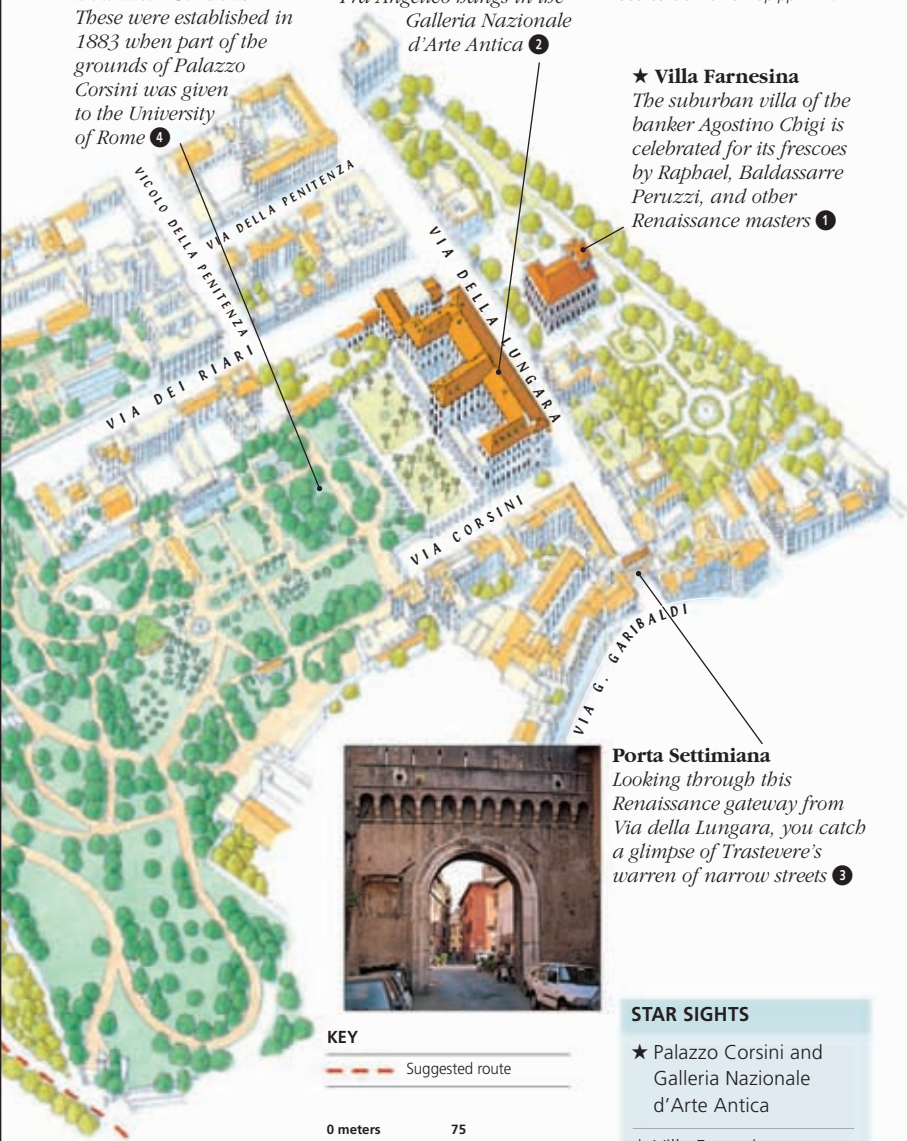 These were established in
1883 when part of the
grounds of Palazzo
Corsini was given
to the University
of Rome 4
Fra Angelico hangs in the
Galleria Nazionale
d'Arte Antica 2
★ Villa Farnesina
The suburban villa of the
banker Agostino Chigi is
celebrated for its frescoes
by Raphael, Baldassarre
Peruzzi, and other
Renaissance masters 1
VICOLO DELLA PENITENZA
VIA DELLA PENITENZA
VIA DELLA LUNGARA
VIA DEI RIARI
VIA CORSINI
VIA G. GARIBALDI
Porta Settimiana
Looking through this
Renaissance gateway from
Via della Lungara, you catch
a glimpse of Trastevere's
warren of narrow streets 3
KEY
Suggested route
0 meters 75
STAR SIGHTS
★ Palazzo Corsini and
Galleria Nazionale
d'Arte Antica